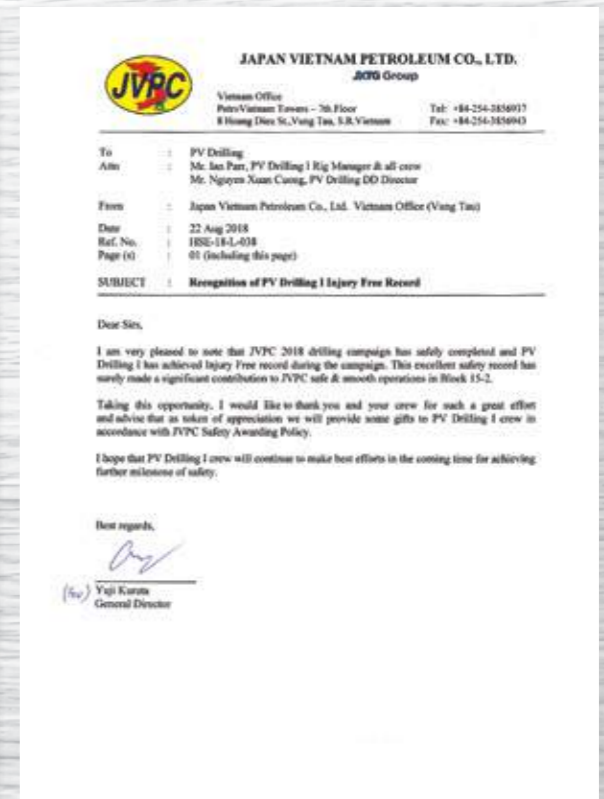 JVPC
JAPAN VIETNAM PETROLEUM CO., LTD.
JXTG Group
Vietnam Office
PetroVietnam Towers – 7th Floor
8 Hoang Dieu St., Vung Tau, S.R. Vietnam
Tel: +84-254-3856937
Fax: +84-254-3856943
To : PV Drilling
Attn : Mr. Ian Parr, PV Drilling I Rig Manager & all crew
Mr. Nguyen Xuan Cuong, PV Drilling DD Director
From : Japan Vietnam Petroleum Co., Ltd. Vietnam Office (Vung Tau)
Date : 22 Aug 2018
Ref. No. : HSE-18-L-038
Page (s) : 01 (including this page)
SUBJECT : Recognition of PV Drilling I Injury Free Record
Dear Sirs,
I am very pleased to note that JVPC 2018 drilling campaign has safely completed and PV
Drilling I has achieved Injury Free record during the campaign. This excellent safety record has
surely made a significant contribution to JVPC safe & smooth operations in Block 15-2.
Taking this opportunity, I would like to thank you and your crew for such a great effort
and advise that as token of appreciation we will provide some gifts to PV Drilling I crew in
accordance with JVPC Safety Awarding Policy.
I hope that PV Drilling I crew will continue to make best efforts in the coming time for achieving
further milestone of safety.
Best regards,
(for) Yuji Kurata
General Director